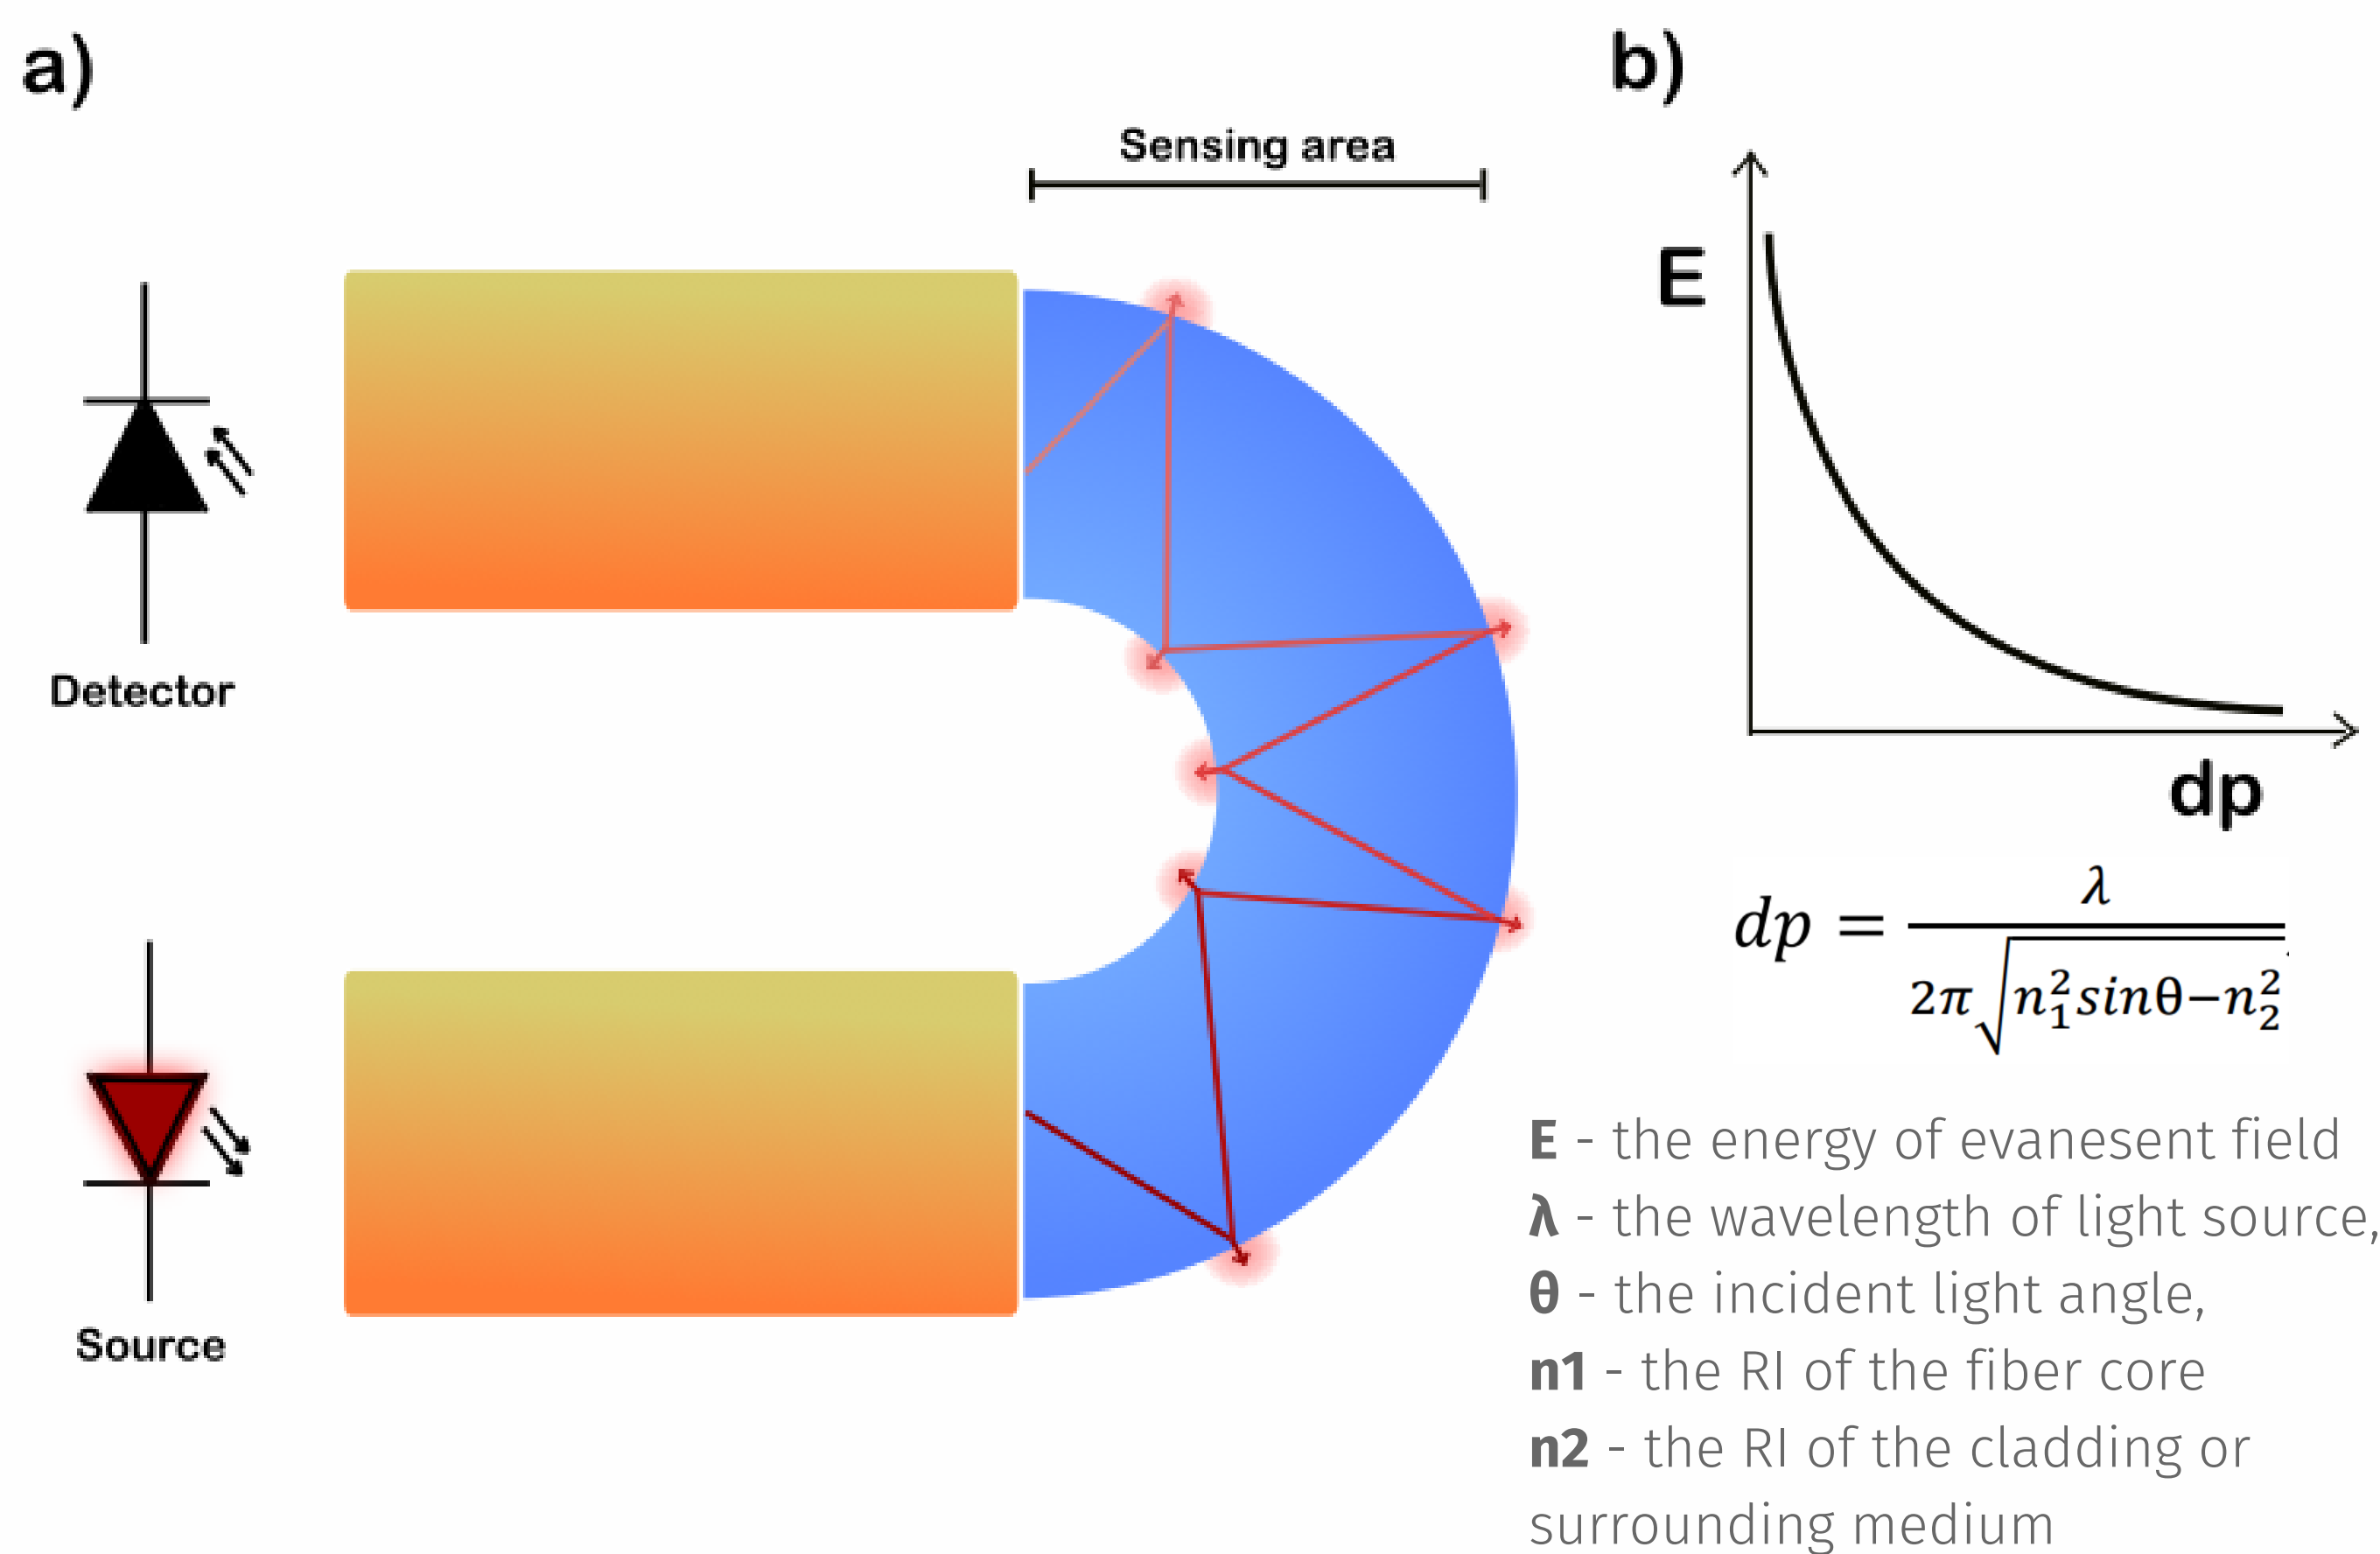 a)
Sensing area
Detector
Source
b)
E
dp
dp = λ / 2π√n₁²sinθ−n₂²
E - the energy of evanesent field
λ - the wavelength of light source,
θ - the incident light angle,
n1 - the RI of the fiber core
n2 - the RI of the cladding or
surrounding medium